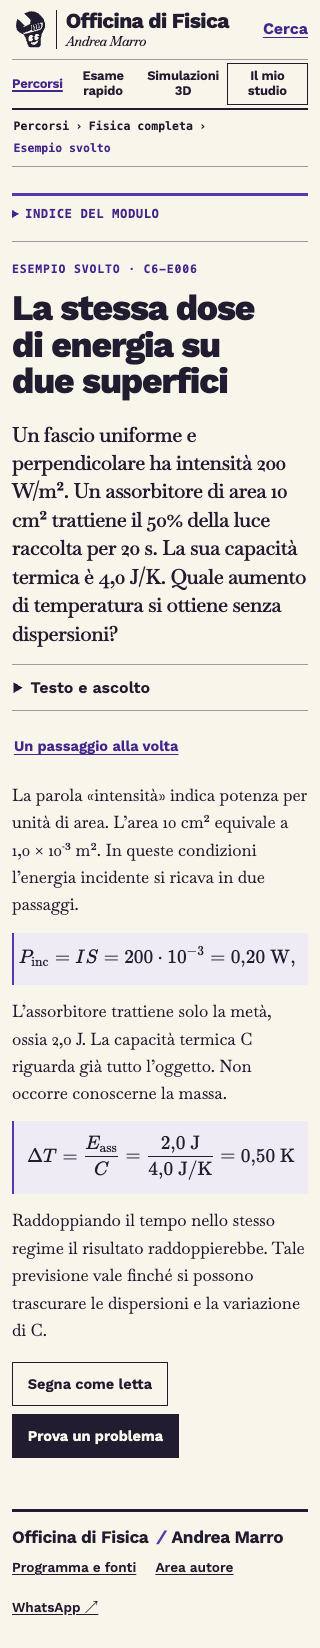 Officina di Fisica
Andrea Marro
Cerca
Percorsi
Esame rapido
Simulazioni 3D
Il mio studio
Percorsi › Fisica completa ›
Esempio svolto
▶ INDICE DEL MODULO
ESEMPIO SVOLTO · C6–E006
La stessa dose
di energia su
due superfici
Un fascio uniforme e
perpendicolare ha intensità 200
W/m². Un assorbitore di area 10
cm² trattiene il 50% della luce
raccolta per 20 s. La sua capacità
termica è 4,0 J/K. Quale aumento
di temperatura si ottiene senza
dispersioni?
▶ Testo e ascolto
Un passaggio alla volta
La parola «intensità» indica potenza per
unità di area. L’area 10 cm² equivale a
1,0 × 10⁻³ m². In queste condizioni
l’energia incidente si ricava in due
passaggi.
P_inc = IS = 200 · 10⁻³ = 0,20 W,
L’assorbitore trattiene solo la metà,
ossia 2,0 J. La capacità termica C
riguarda già tutto l’oggetto. Non
occorre conoscerne la massa.
ΔT = E_ass / C = 2,0 J / 4,0 J/K = 0,50 K
Raddoppiando il tempo nello stesso
regime il risultato raddoppierebbe. Tale
previsione vale finché si possono
trascurare le dispersioni e la variazione
di C.
Segna come letta
Prova un problema
Officina di Fisica / Andrea Marro
Programma e fonti
Area autore
WhatsApp ↗